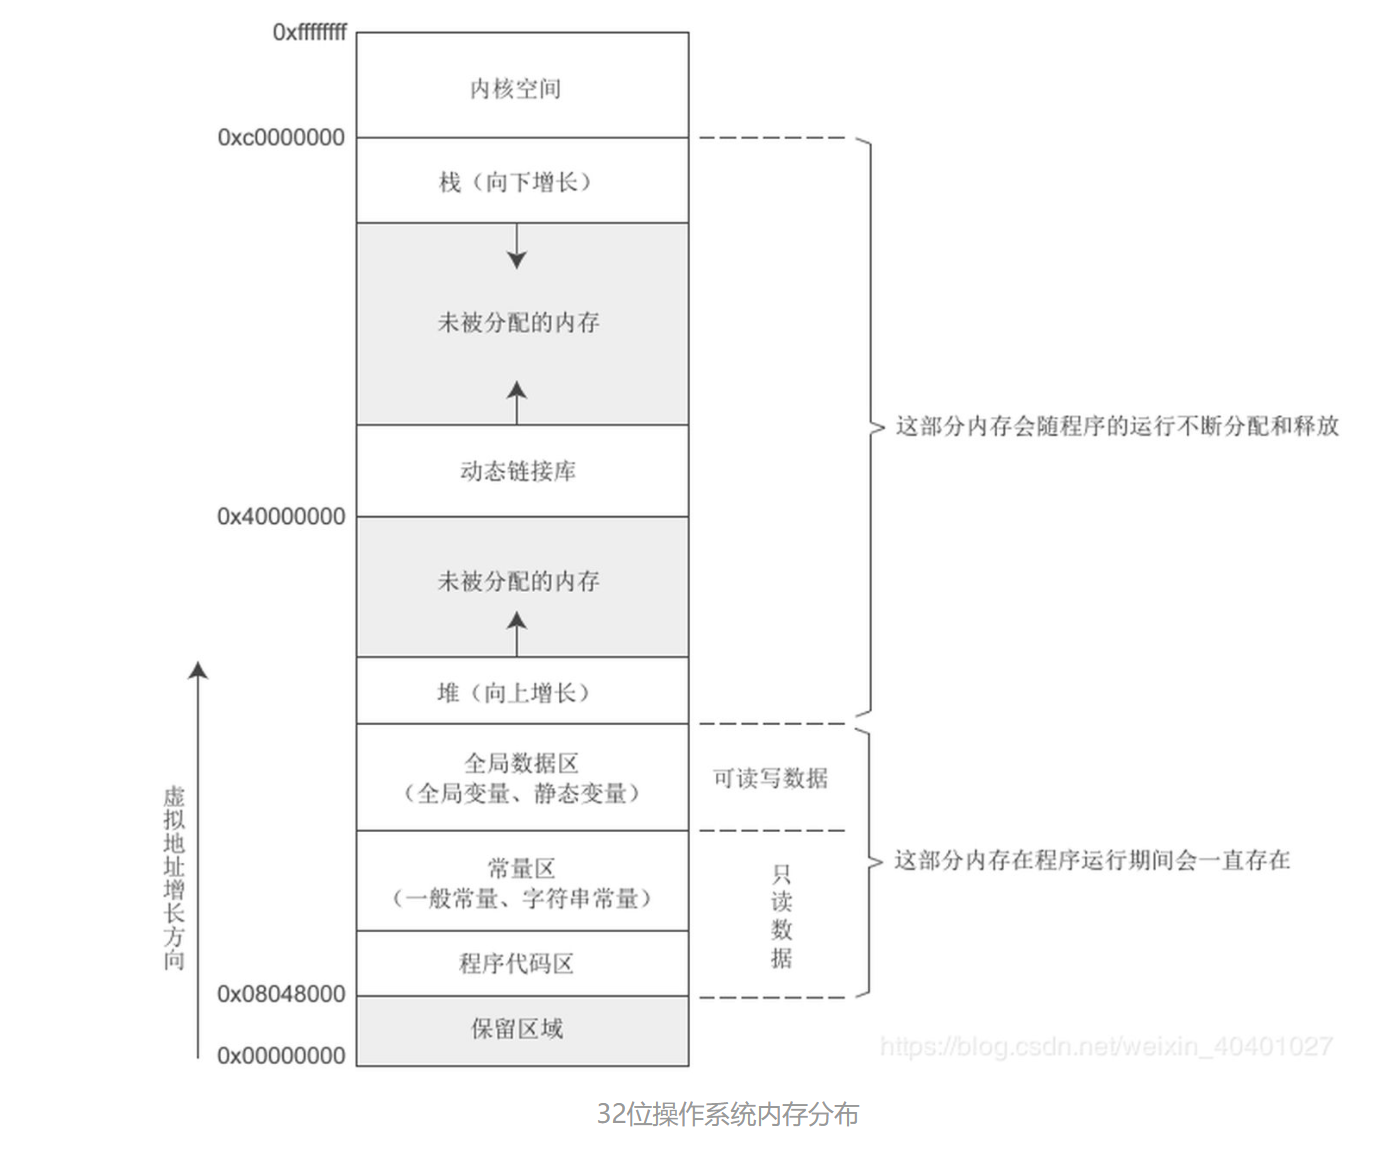 0xffffffff
内核空间
0xc0000000
栈（向下增长）
未被分配的内存
这部分内存会随程序的运行不断分配和释放
动态链接库
0x40000000
未被分配的内存
堆（向上增长）
全局数据区
（全局变量、静态变量）
可读写数据
虚拟地址增长方向
常量区
（一般常量、字符串常量）
只读数据
这部分内存在程序运行期间会一直存在
程序代码区
0x08048000
保留区域
0x00000000
https://blog.csdn.net/weixin_40401027
32位操作系统内存分布